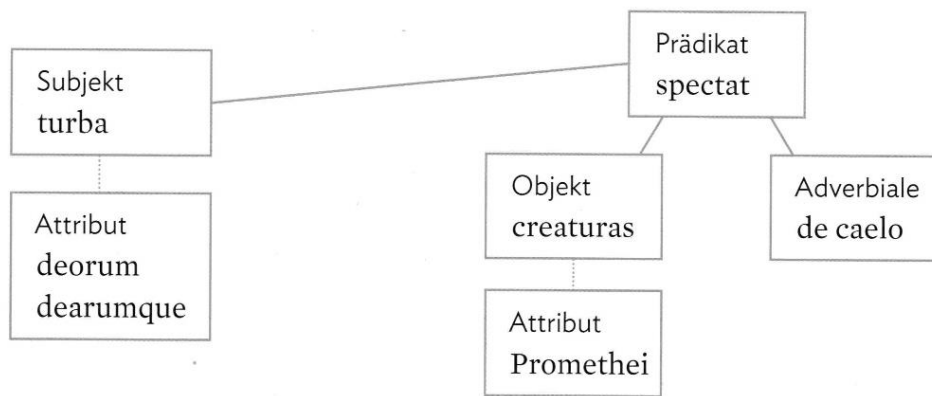 Subjekt
turba
Attribut
deorum
dearumque
Prädikat
spectat
Objekt
creaturas
Attribut
Promethei
Adverbiale
de caelo